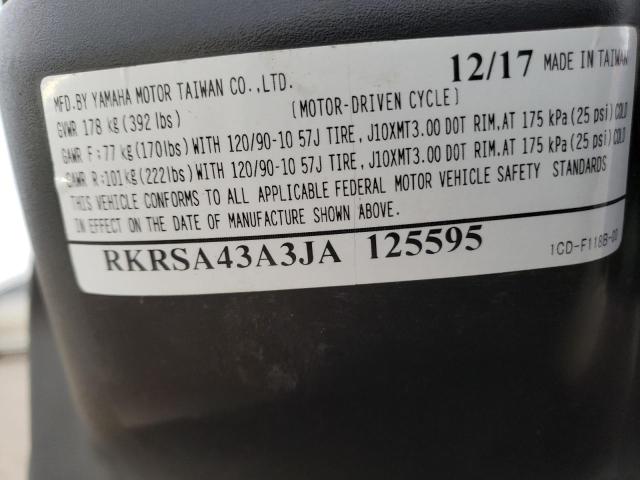 MFD.BY YAMAHA MOTOR TAIWAN CO.,LTD. 12/17 MADE IN TAIWAN
GVWR 178 kg (392 lbs) (MOTOR-DRIVEN CYCLE)
GAWR F:77 kg(170lbs)WITH 120/90-10 57J TIRE, J10XMT3.00 DOT RIM,AT 175 kPa(25 psi)COLD
GAWR R:101kg(222lbs)WITH 120/90-10 57J TIRE, J10XMT3.00 DOT RIM,AT 175 kPa(25 psi)COLD
THIS VEHICLE CONFORMS TO ALL APPLICABLE FEDERAL MOTOR VEHICLE SAFETY STANDARDS
IN EFFECT ON THE DATE OF MANUFACTURE SHOWN ABOVE.
RKRSA43A3JA 125595 1CD-F118B-00